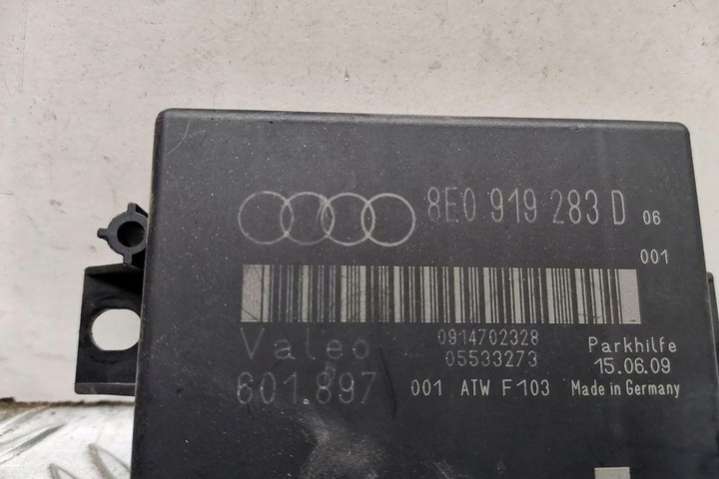 8E0 919 283 D 06
001
0914702328
Valeo 05533273 Parkhilfe
601.897 15.06.09
001 ATW F103 Made in Germany